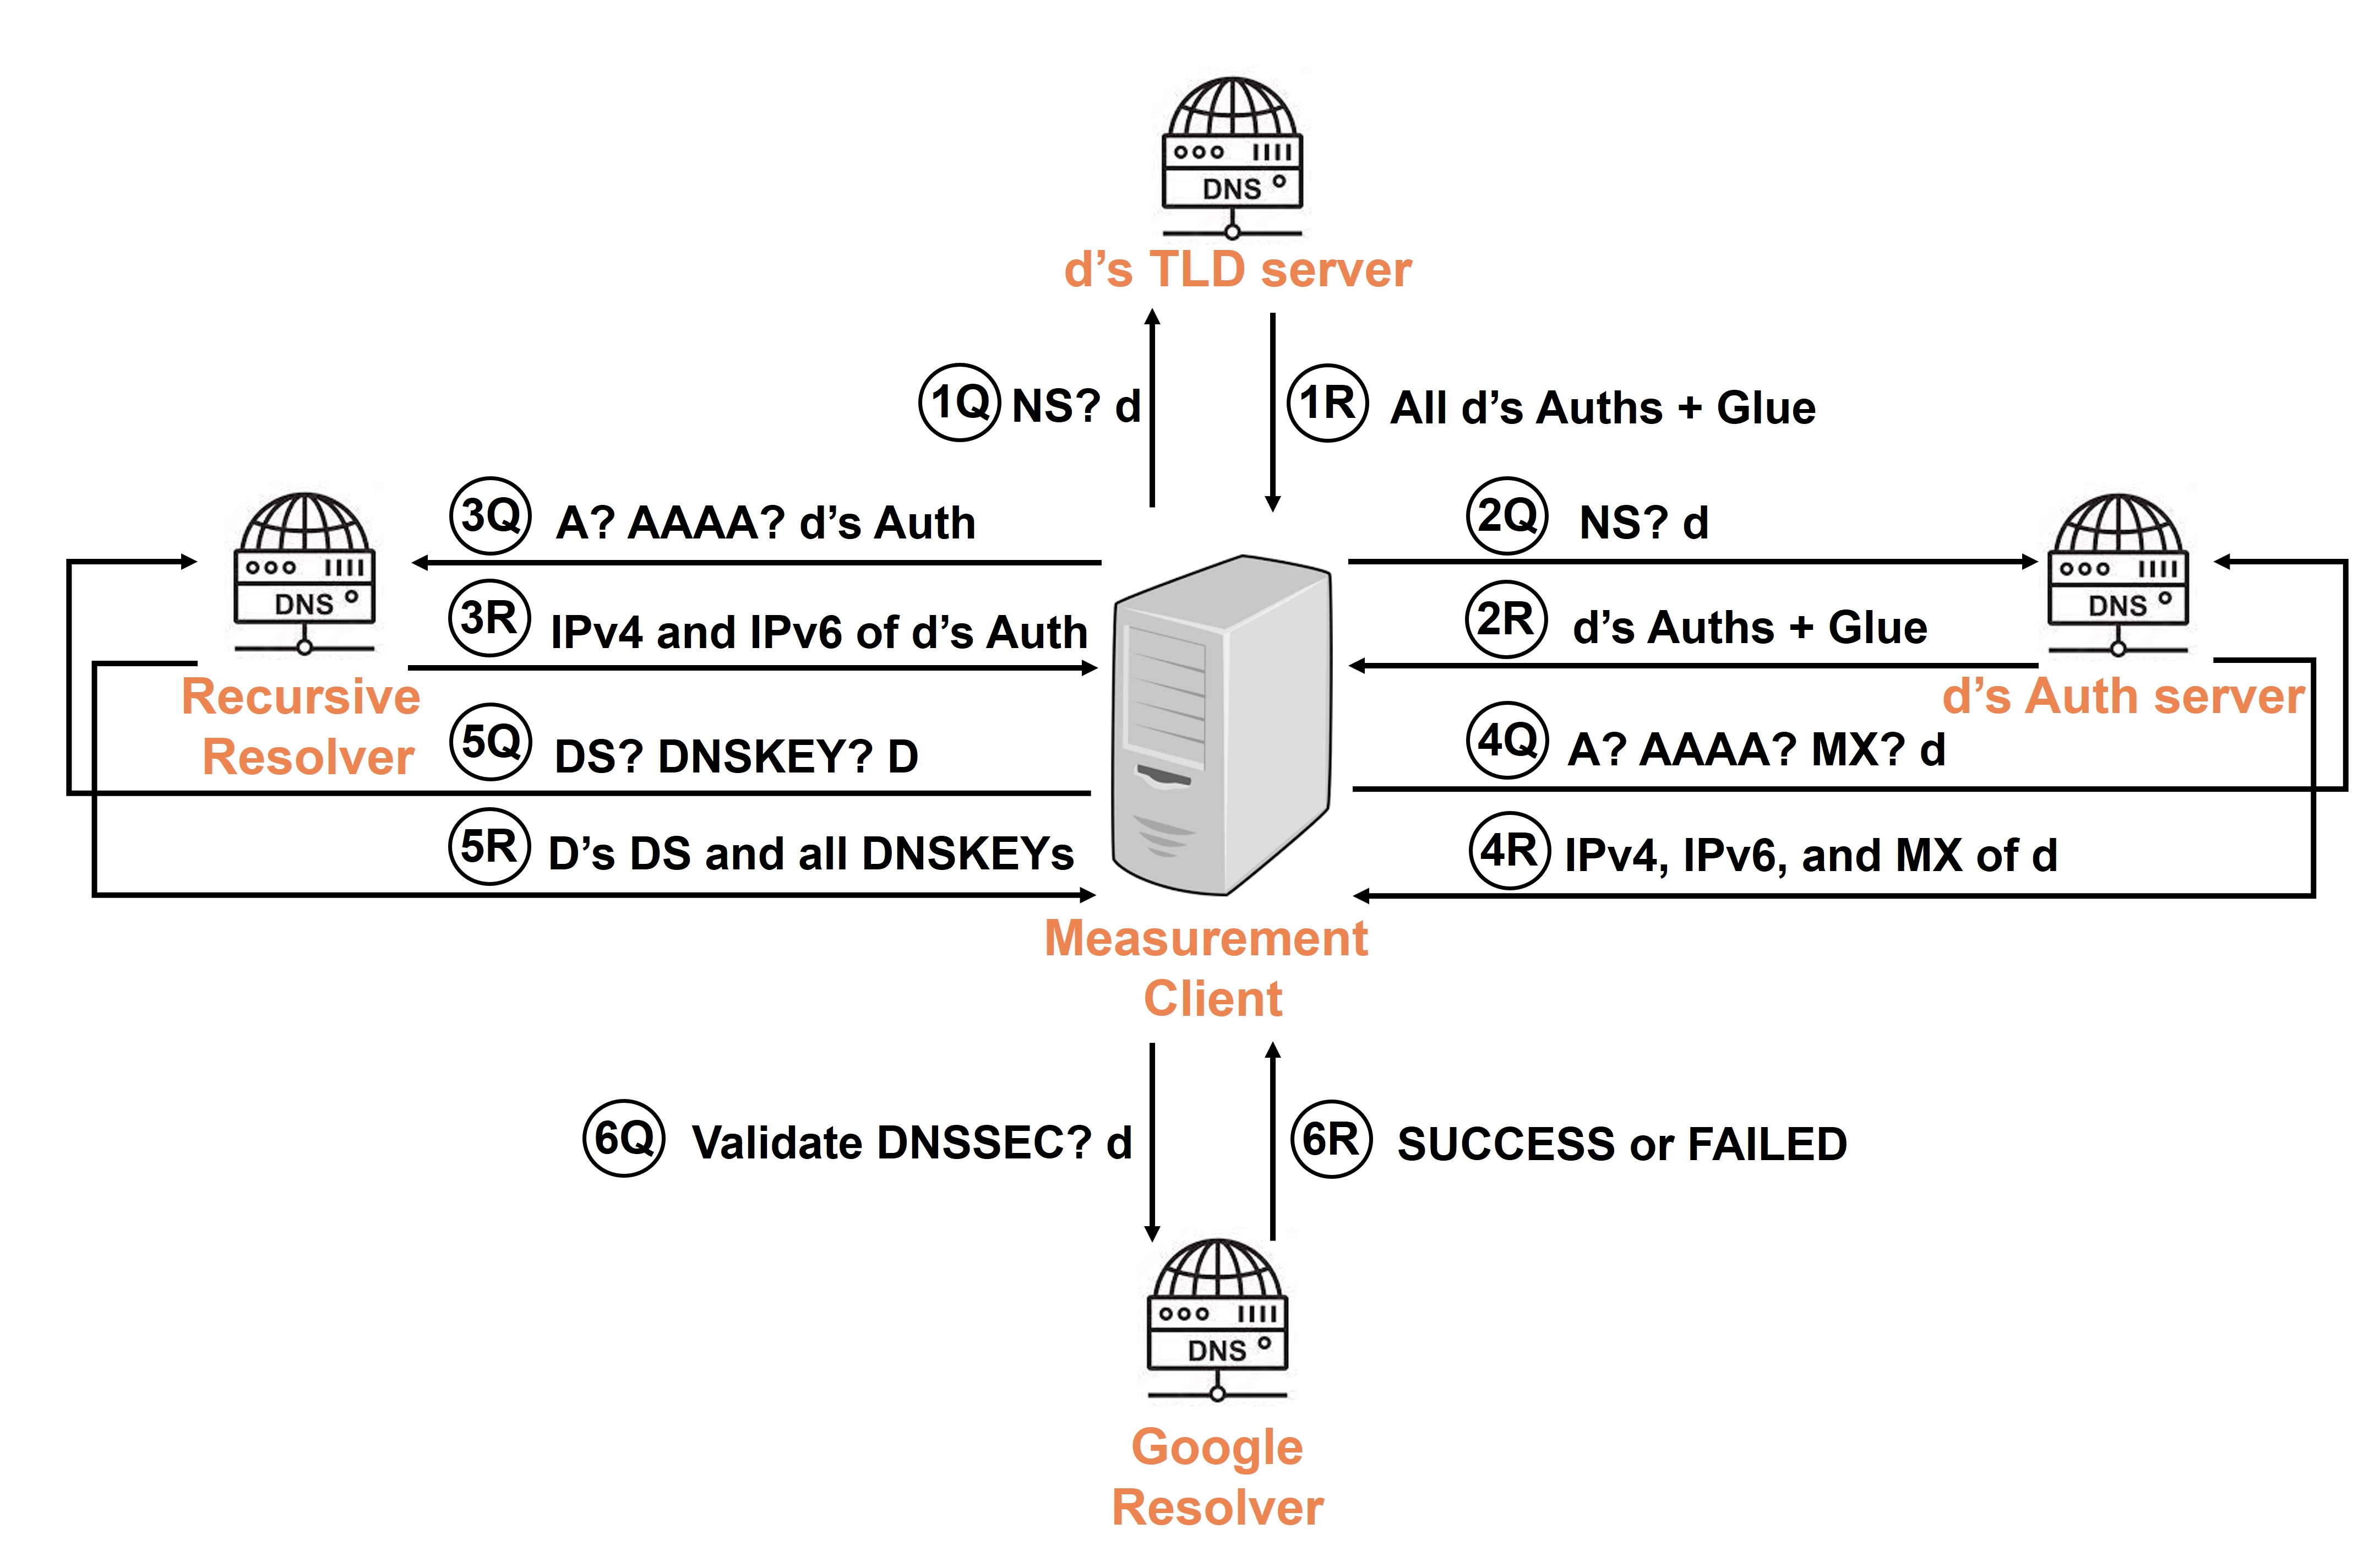 DNS
d’s TLD server
1Q NS? d
1R All d’s Auths + Glue
3Q A? AAAA? d’s Auth
2Q NS? d
DNS
DNS
3R IPv4 and IPv6 of d’s Auth
2R d’s Auths + Glue
Recursive
Resolver
d’s Auth server
5Q DS? DNSKEY? D
4Q A? AAAA? MX? d
5R D’s DS and all DNSKEYs
4R IPv4, IPv6, and MX of d
Measurement
Client
6Q Validate DNSSEC? d
6R SUCCESS or FAILED
DNS
Google
Resolver